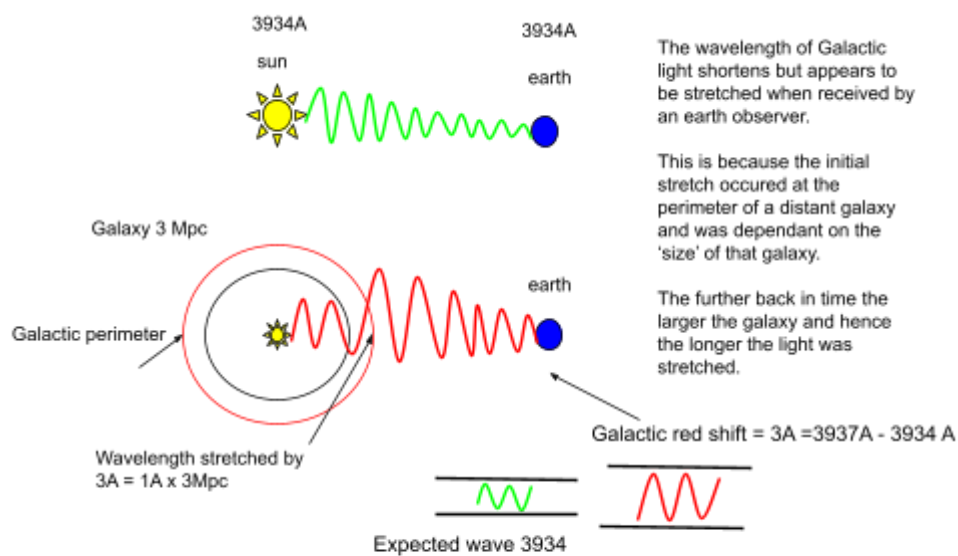 3934A
3934A
sun
earth
The wavelength of Galactic
light shortens but appears to
be stretched when received by
an earth observer.
This is because the initial
stretch occured at the
perimeter of a distant galaxy
and was dependant on the
'size' of that galaxy.
The further back in time the
larger the galaxy and hence
the longer the light was
stretched.
Galaxy 3 Mpc
earth
Galactic perimeter
Galactic red shift = 3A =3937A - 3934 A
Wavelength stretched by
3A = 1A x 3Mpc
Expected wave 3934